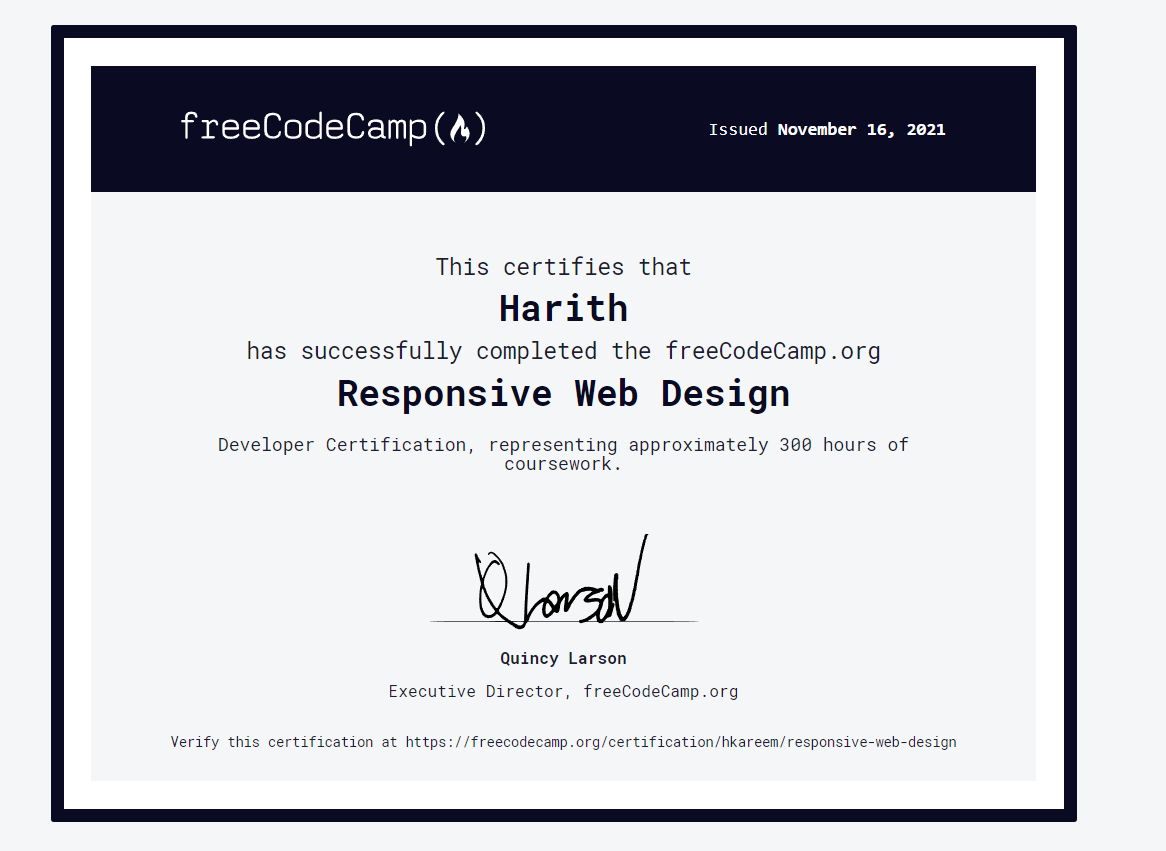 freeCodeCamp
Issued November 16, 2021
This certifies that
Harith
has successfully completed the freeCodeCamp.org
Responsive Web Design
Developer Certification, representing approximately 300 hours of
coursework.
Q Larson
Quincy Larson
Executive Director, freeCodeCamp.org
Verify this certification at https://freecodecamp.org/certification/hkareem/responsive-web-design